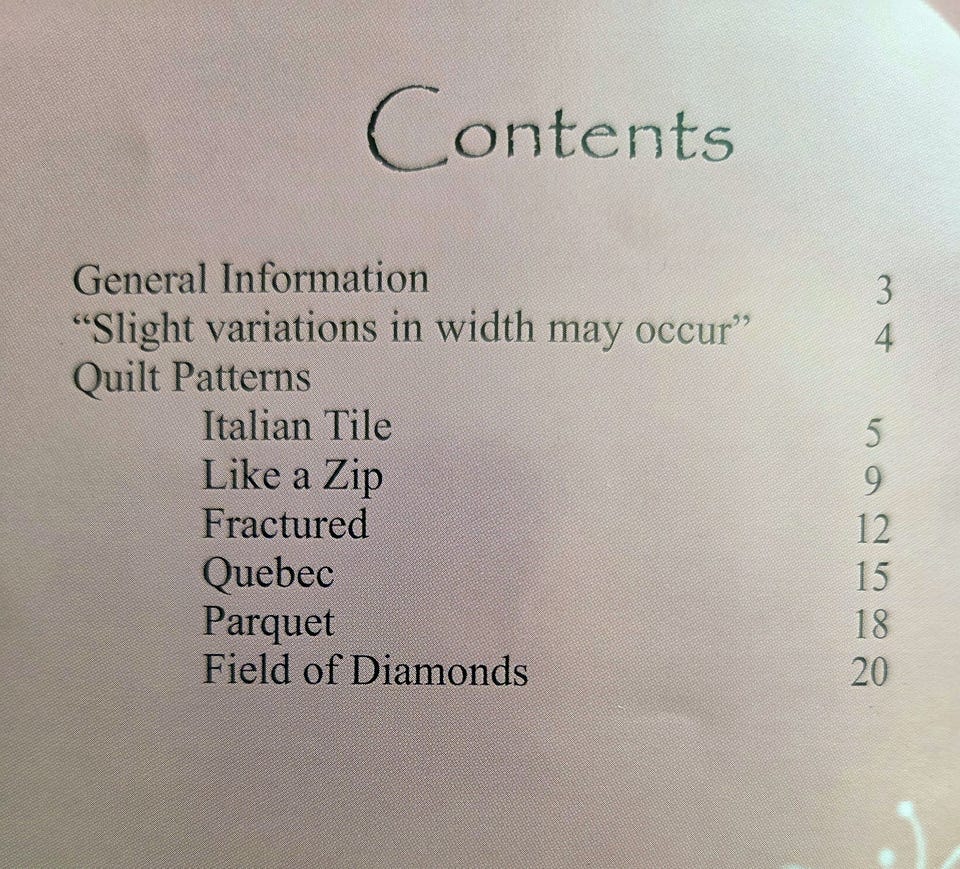 Contents
General Information 3
“Slight variations in width may occur” 4
Quilt Patterns
Italian Tile 5
Like a Zip 9
Fractured 12
Quebec 15
Parquet 18
Field of Diamonds 20